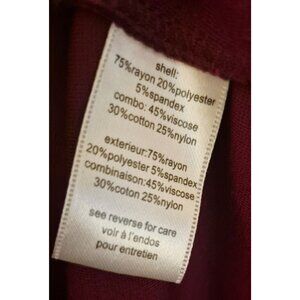 shell:
75%rayon 20%polyester
5%spandex
combo: 45%viscose
30%cotton 25%nylon
exterieur:75%rayon
20%polyester 5%spandex
combinaison:45%viscose
30%cotton 25%nylon
see reverse for care
voir à l'endos
pour entretien